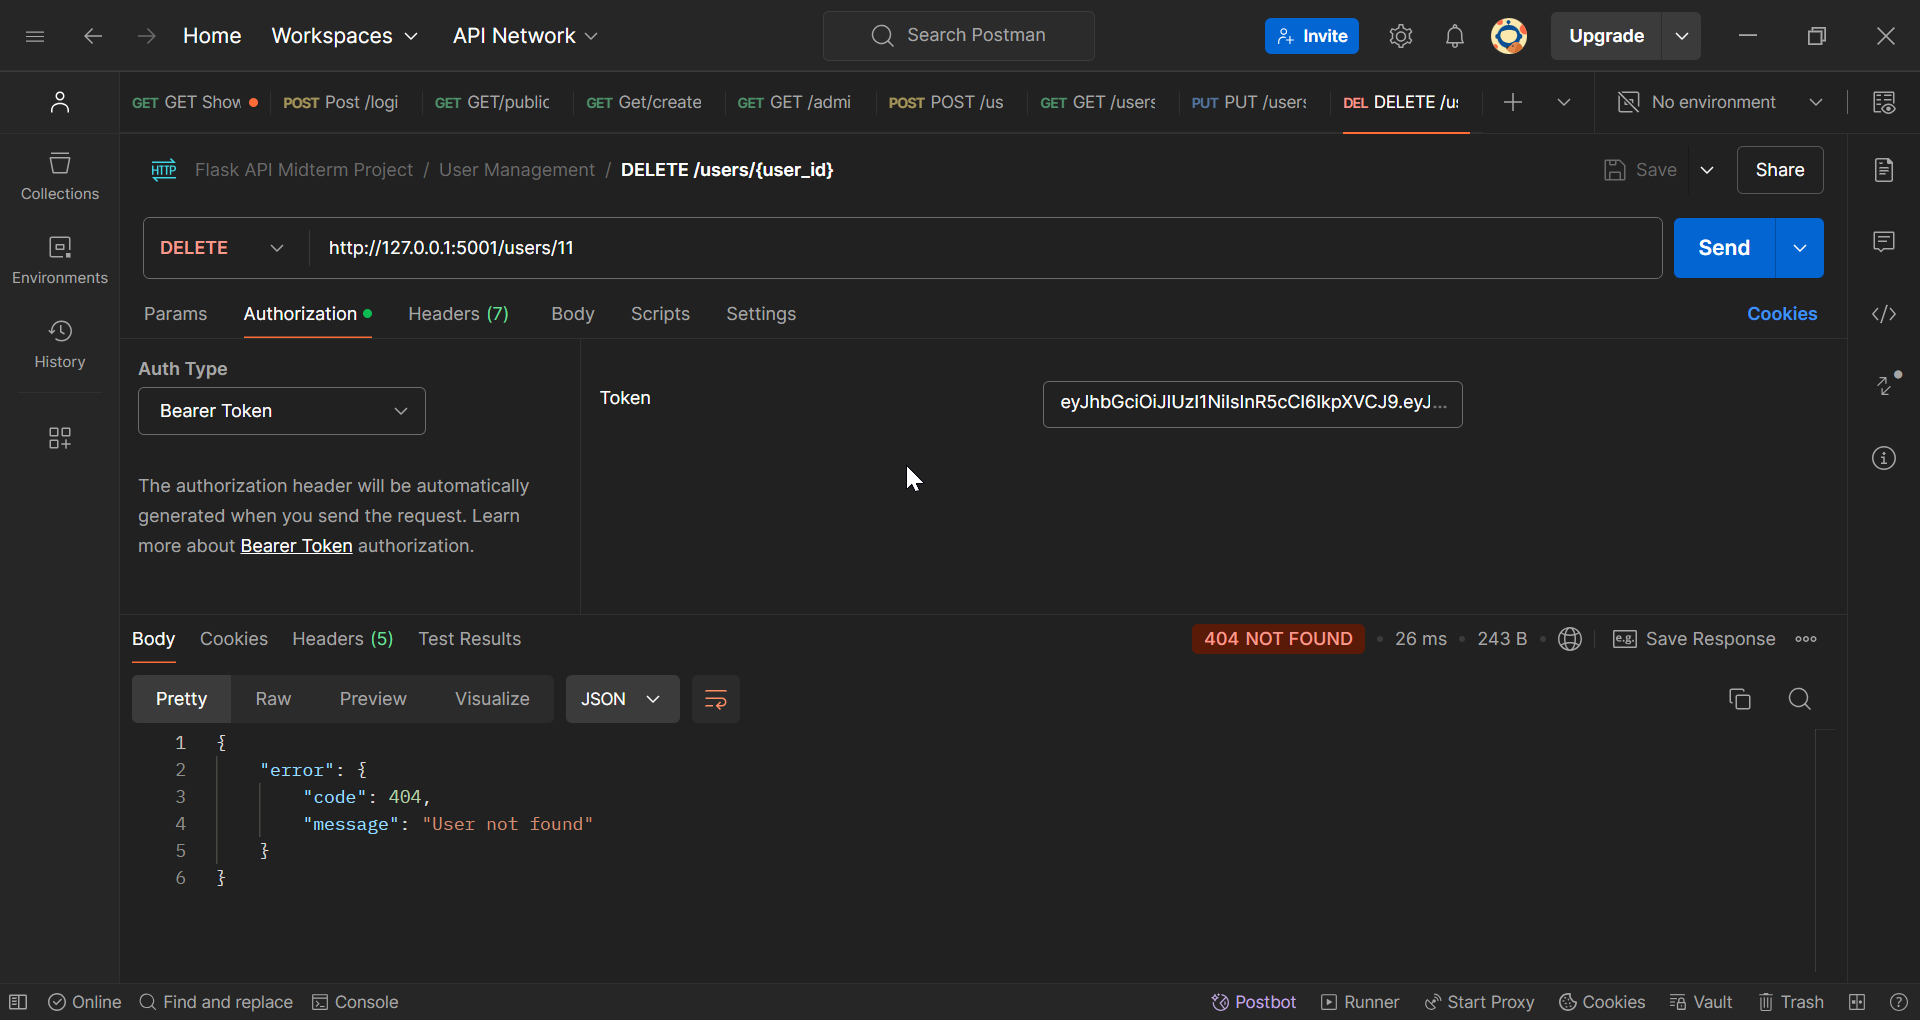 Home Workspaces API Network Search Postman Invite Upgrade
GET GET Show POST Post /logi GET GET/public GET Get/create GET GET /admi POST POST /us GET GET /users PUT PUT /users DEL DELETE /us No environment
HTTP Flask API Midterm Project / User Management / DELETE /users/{user_id} Save Share
Collections
DELETE http://127.0.0.1:5001/users/11 Send
Environments
Params Authorization Headers (7) Body Scripts Settings Cookies
History
Auth Type
Bearer Token
Token eyJhbGciOiJIUzI1NiIsInR5cCI6IkpXVCJ9.eyJ...
The authorization header will be automatically
generated when you send the request. Learn
more about Bearer Token authorization.
Body Cookies Headers (5) Test Results 404 NOT FOUND • 26 ms • 243 B • e.g. Save Response
Pretty Raw Preview Visualize JSON
1 {
2 "error": {
3 "code": 404,
4 "message": "User not found"
5 }
6 }
Online Find and replace Console Postbot Runner Start Proxy Cookies Vault Trash